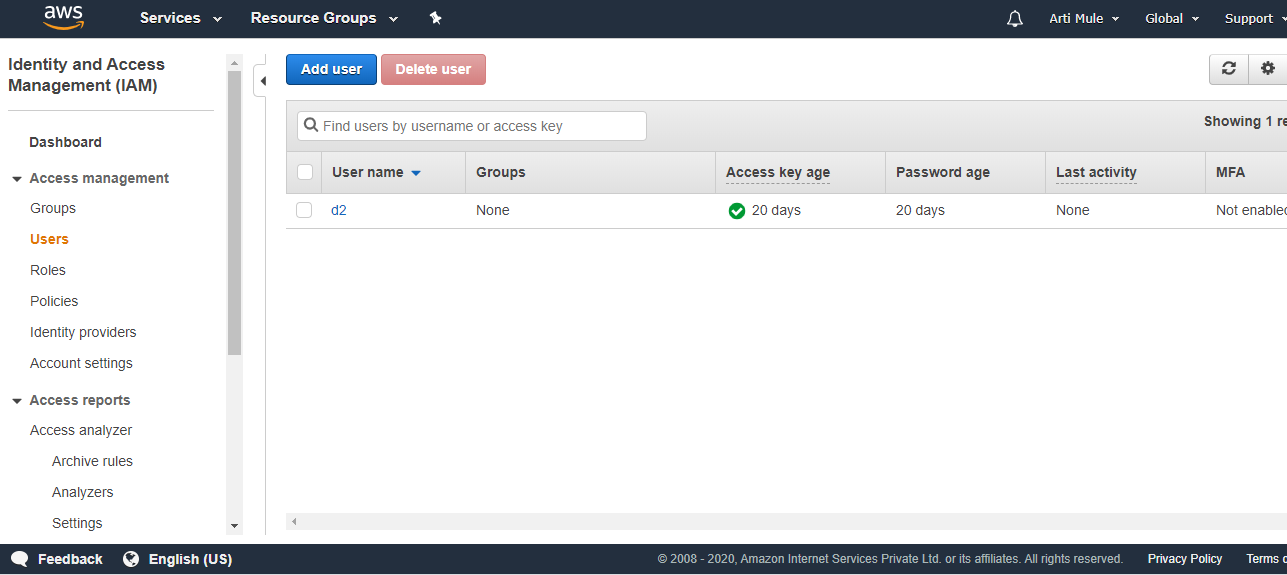 aws Services Resource Groups Arti Mule Global Support
Identity and Access
Management (IAM)
Dashboard
Access management
Groups
Users
Roles
Policies
Identity providers
Account settings
Access reports
Access analyzer
Archive rules
Analyzers
Settings
Add user Delete user
Find users by username or access key
Showing 1 re
User name Groups Access key age Password age Last activity MFA
d2 None 20 days 20 days None Not enabled
Feedback English (US) © 2008 - 2020, Amazon Internet Services Private Ltd. or its affiliates. All rights reserved. Privacy Policy Terms